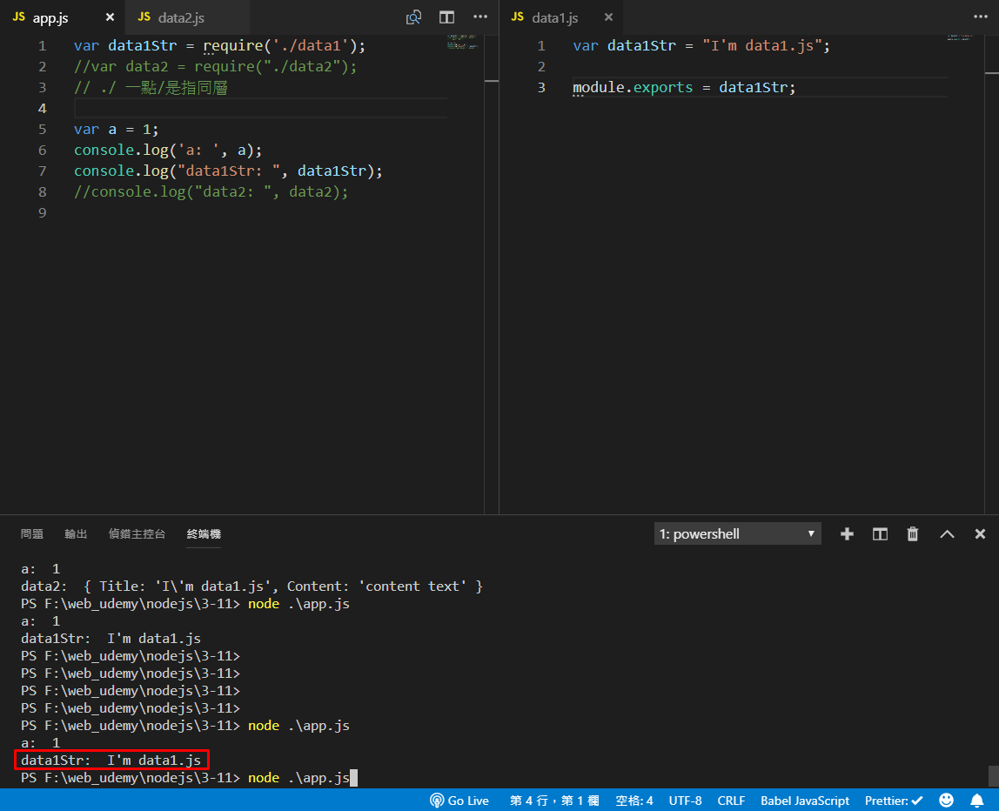 JS app.js × JS data2.js
1 var data1Str = require('./data1');
2 //var data2 = require("./data2");
3 // ./ 一點/是指同層
4
5 var a = 1;
6 console.log('a: ', a);
7 console.log("data1Str: ", data1Str);
8 //console.log("data2: ", data2);
9
JS data1.js ×
1 var data1Str = "I'm data1.js";
2
3 module.exports = data1Str;
問題 輸出 偵錯主控台 終端機 1: powershell
a:  1
data2:  { Title: 'I\'m data1.js', Content: 'content text' }
PS F:\web_udemy\nodejs\3-11> node .\app.js
a:  1
data1Str:  I'm data1.js
PS F:\web_udemy\nodejs\3-11>
PS F:\web_udemy\nodejs\3-11>
PS F:\web_udemy\nodejs\3-11>
PS F:\web_udemy\nodejs\3-11>
PS F:\web_udemy\nodejs\3-11> node .\app.js
a:  1
data1Str:  I'm data1.js
PS F:\web_udemy\nodejs\3-11> node .\app.js
Go Live 第 4 行，第 1 欄 空格: 4 UTF-8 CRLF Babel JavaScript Prettier: ✓